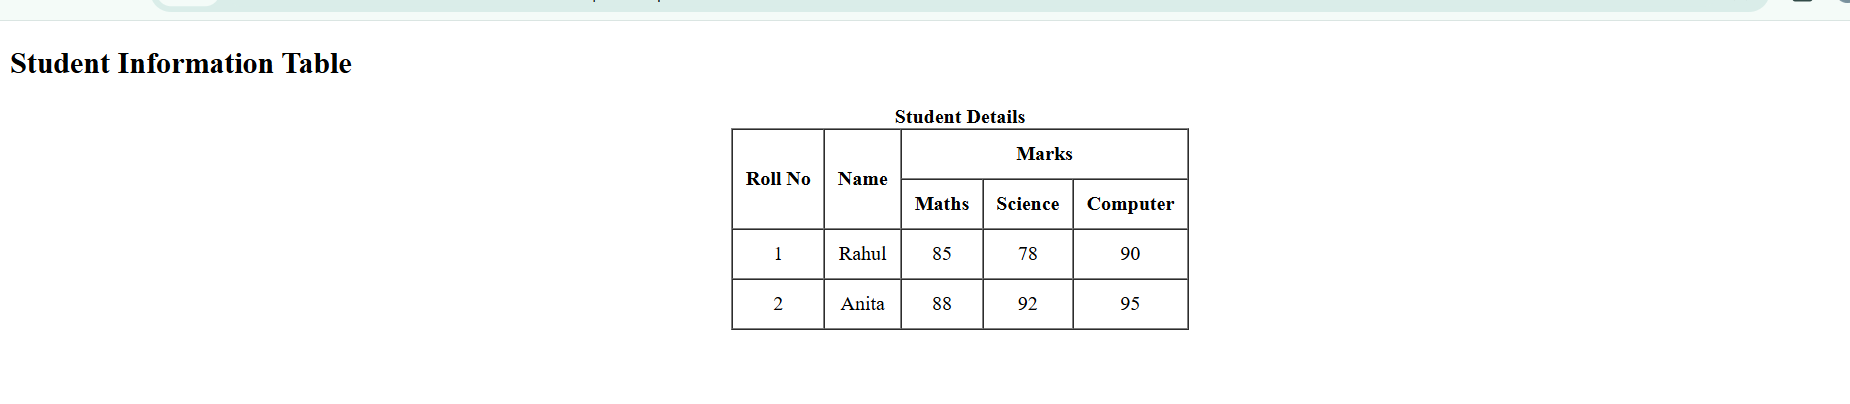 Student Information Table
Student Details
Marks
Roll No Name
Maths Science Computer
1 Rahul 85 78 90
2 Anita 88 92 95